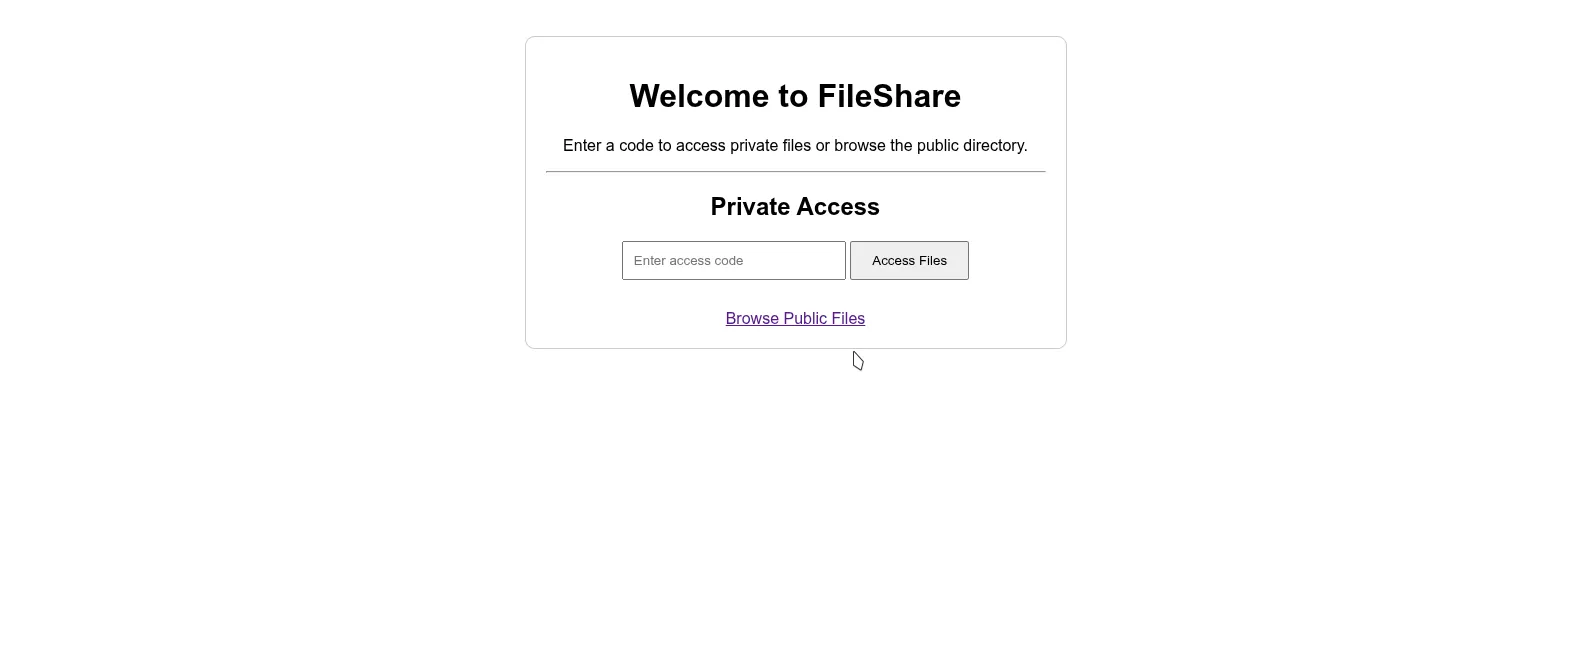 Welcome to FileShare
Enter a code to access private files or browse the public directory.
Private Access
Enter access code
Access Files
Browse Public Files